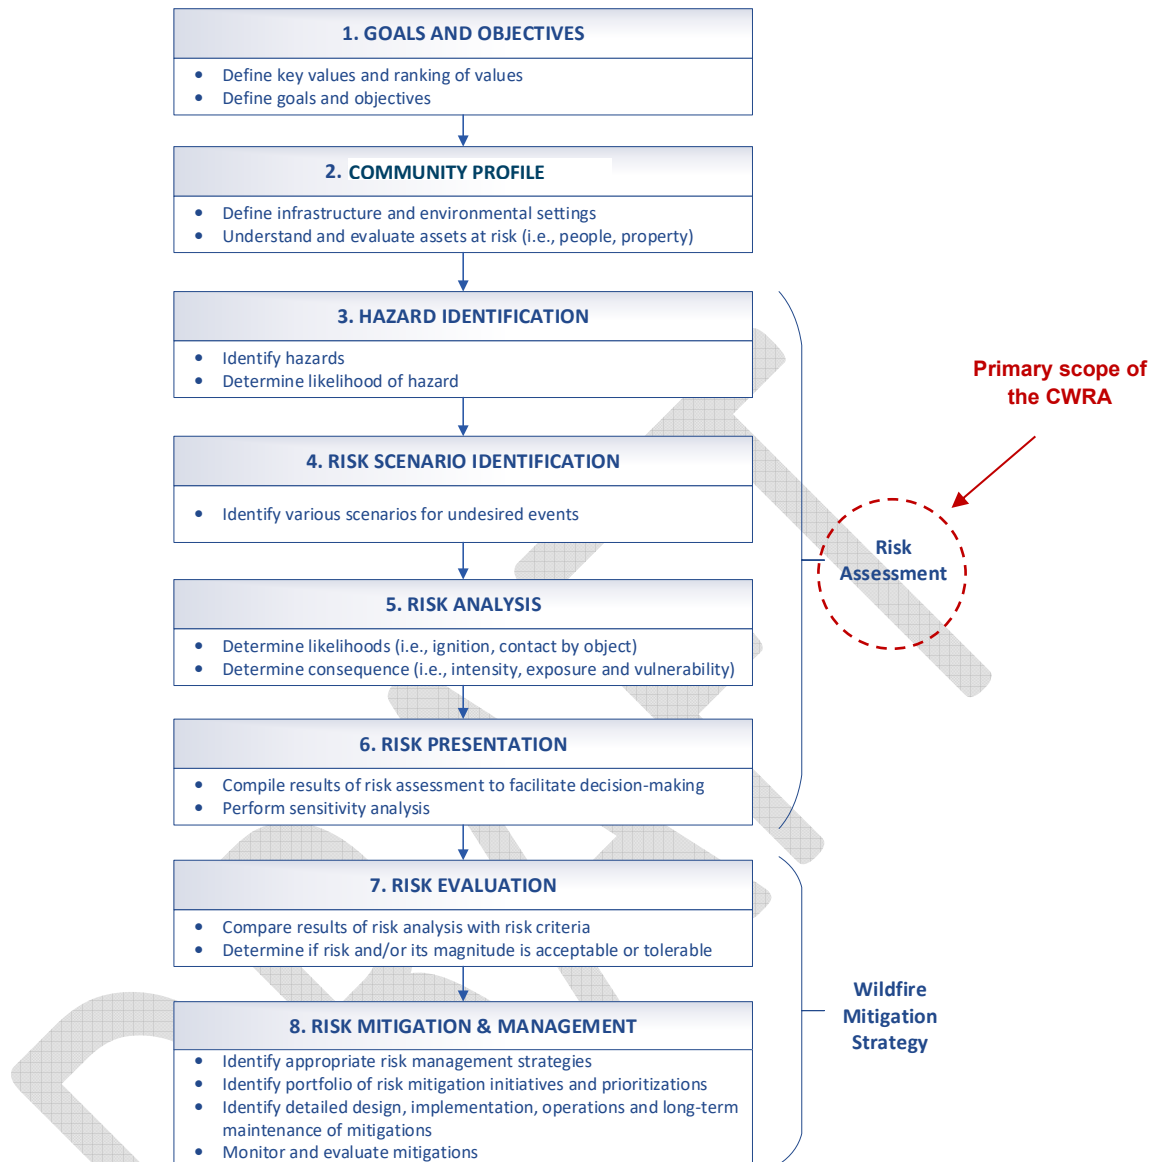 1. GOALS AND OBJECTIVES
• Define key values and ranking of values
• Define goals and objectives
2. COMMUNITY PROFILE
• Define infrastructure and environmental settings
• Understand and evaluate assets at risk (i.e., people, property)
3. HAZARD IDENTIFICATION
• Identify hazards
• Determine likelihood of hazard
Primary scope of
the CWRA
4. RISK SCENARIO IDENTIFICATION
• Identify various scenarios for undesired events
Risk
Assessment
5. RISK ANALYSIS
• Determine likelihoods (i.e., ignition, contact by object)
• Determine consequence (i.e., intensity, exposure and vulnerability)
6. RISK PRESENTATION
• Compile results of risk assessment to facilitate decision-making
• Perform sensitivity analysis
7. RISK EVALUATION
• Compare results of risk analysis with risk criteria
• Determine if risk and/or its magnitude is acceptable or tolerable
Wildfire
Mitigation
Strategy
8. RISK MITIGATION & MANAGEMENT
• Identify appropriate risk management strategies
• Identify portfolio of risk mitigation initiatives and prioritizations
• Identify detailed design, implementation, operations and long-term
maintenance of mitigations
• Monitor and evaluate mitigations
DRAFT